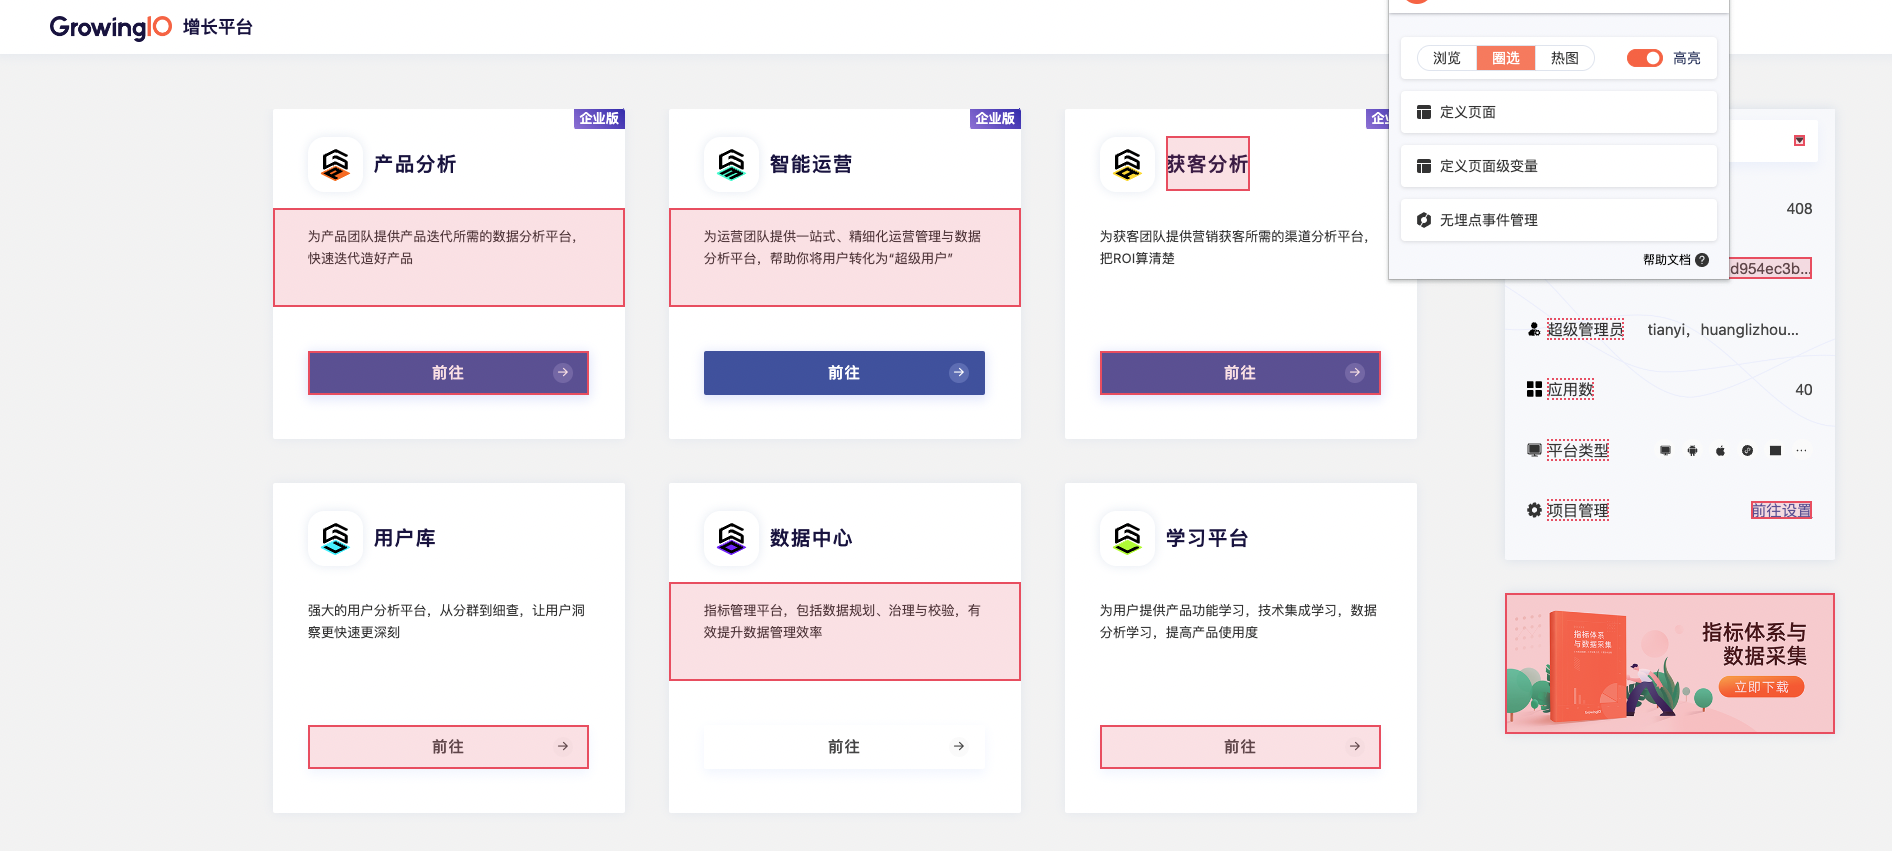 GrowingIO 增长平台
浏览 圈选 热图 高亮
定义页面
定义页面级变量
无埋点事件管理
帮助文档 ?
企业版
产品分析
为产品团队提供产品迭代所需的数据分析平台，
快速迭代造好产品
前往
企业版
智能运营
为运营团队提供一站式、精细化运营管理与数据
分析平台，帮助你将用户转化为“超级用户”
前往
获客分析
为获客团队提供营销获客所需的渠道分析平台，
把ROI算清楚
前往
用户库
强大的用户分析平台，从分群到细查，让用户洞
察更快速更深刻
前往
数据中心
指标管理平台，包括数据规划、治理与校验，有
效提升数据管理效率
前往
学习平台
为用户提供产品功能学习，技术集成学习，数据
分析学习，提高产品使用度
前往
408
d954ec3b...
超级管理员 tianyi，huanglizhou...
应用数 40
平台类型 ...
项目管理 前往设置
指标体系
与数据采集
指标体系与
数据采集
立即下载